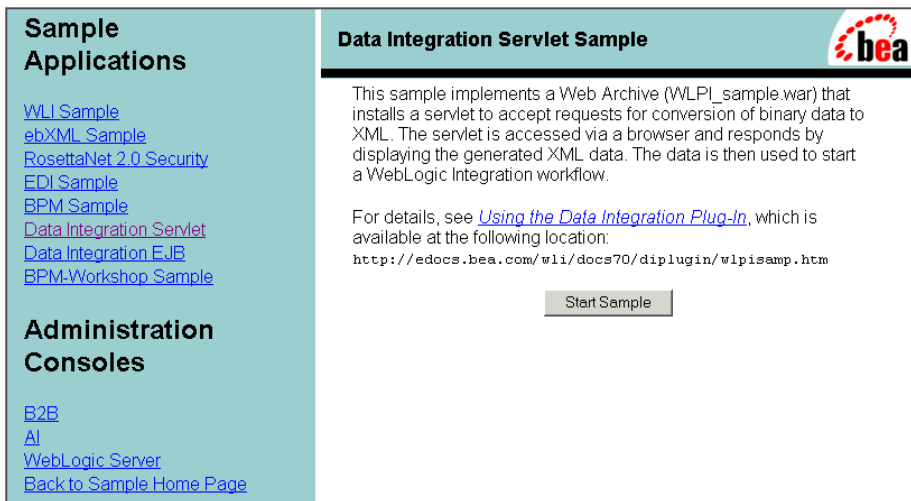 Sample
Applications
WLI Sample
ebXML Sample
RosettaNet 2.0 Security
EDI Sample
BPM Sample
Data Integration Servlet
Data Integration EJB
BPM-Workshop Sample
Administration
Consoles
B2B
AI
WebLogic Server
Back to Sample Home Page
Data Integration Servlet Sample
bea
This sample implements a Web Archive (WLPI_sample.war) that
installs a servlet to accept requests for conversion of binary data to
XML. The servlet is accessed via a browser and responds by
displaying the generated XML data. The data is then used to start
a WebLogic Integration workflow.
For details, see Using the Data Integration Plug-In, which is
available at the following location:
http://edocs.bea.com/wli/docs70/diplugin/wlpisamp.htm
Start Sample